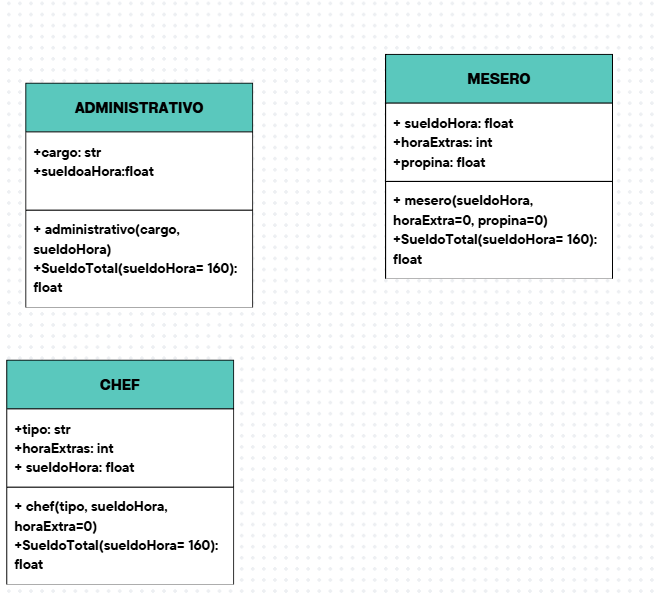 ADMINISTRATIVO
+cargo: str
+sueldoaHora:float
+ administrativo(cargo,
sueldoHora)
+SueldoTotal(sueldoHora= 160):
float
MESERO
+ sueldoHora: float
+horaExtras: int
+propina: float
+ mesero(sueldoHora,
horaExtra=0, propina=0)
+SueldoTotal(sueldoHora= 160):
float
CHEF
+tipo: str
+horaExtras: int
+ sueldoHora: float
+ chef(tipo, sueldoHora,
horaExtra=0)
+SueldoTotal(sueldoHora= 160):
float